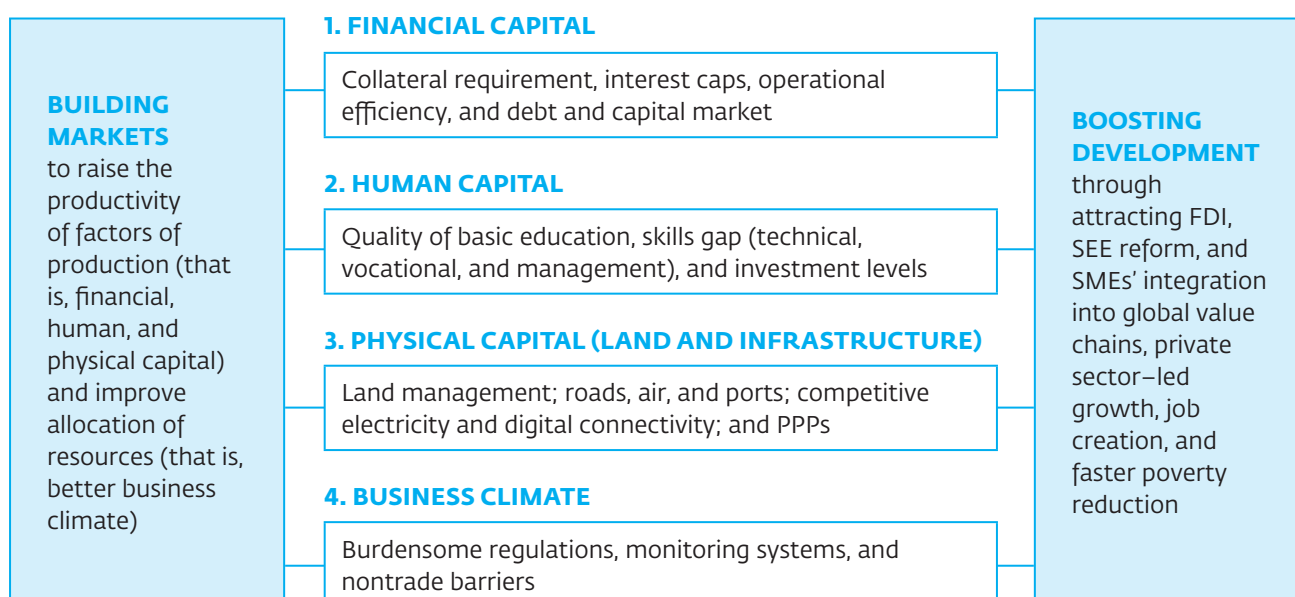 BUILDING
MARKETS
to raise the
productivity
of factors of
production (that
is, financial,
human, and
physical capital)
and improve
allocation of
resources (that is,
better business
climate)
1. FINANCIAL CAPITAL
Collateral requirement, interest caps, operational
efficiency, and debt and capital market
2. HUMAN CAPITAL
Quality of basic education, skills gap (technical,
vocational, and management), and investment levels
3. PHYSICAL CAPITAL (LAND AND INFRASTRUCTURE)
Land management; roads, air, and ports; competitive
electricity and digital connectivity; and PPPs
4. BUSINESS CLIMATE
Burdensome regulations, monitoring systems, and
nontrade barriers
BOOSTING
DEVELOPMENT
through
attracting FDI,
SEE reform, and
SMEs’ integration
into global value
chains, private
sector–led
growth, job
creation, and
faster poverty
reduction